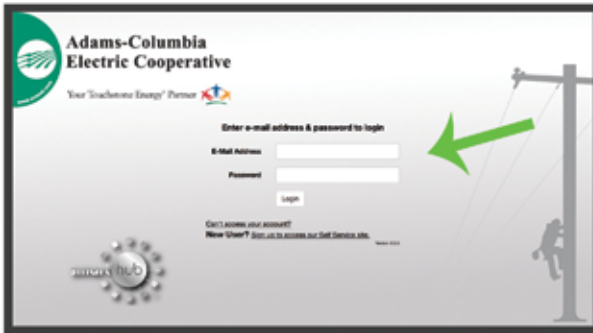 Adams-Columbia
Electric Cooperative
Your Touchstone Energy® Partner
Enter e-mail address & password to login
E-Mail Address
Password
Login
Can't access your account?
New User? Sign up to access our Self Service site.
hub